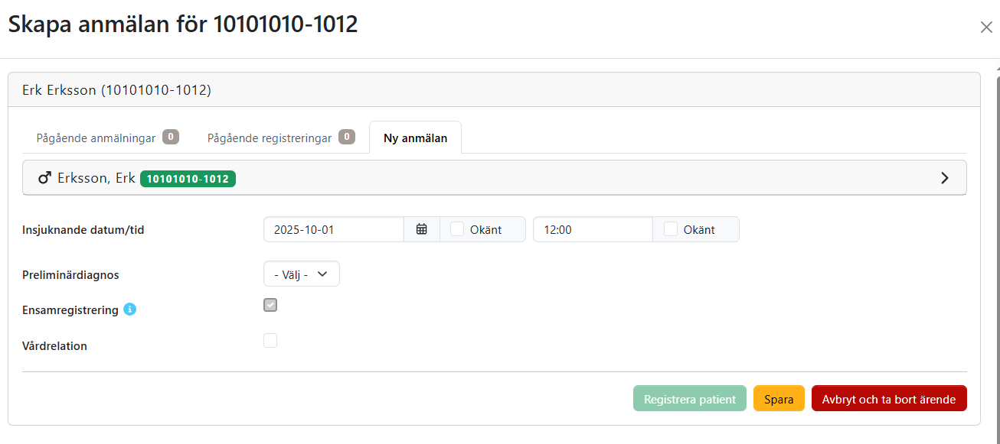 Skapa anmälan för 10101010-1012
Erk Erksson (10101010-1012)
Pågående anmälningar 0 Pågående registreringar 0 Ny anmälan
Erksson, Erk 10101010-1012
Insjuknande datum/tid 2025-10-01 Okänt 12:00 Okänt
Preliminärdiagnos - Välj -
Ensamregistrering
Vårdrelation
Registrera patient Spara Avbryt och ta bort ärende